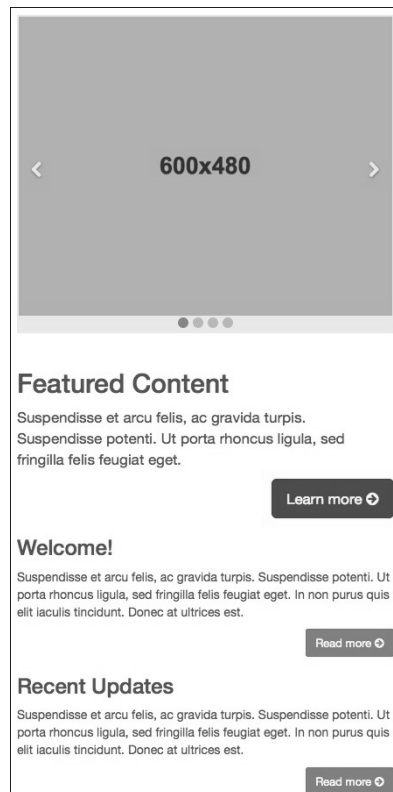 600x480
Featured Content
Suspendisse et arcu felis, ac gravida turpis.
Suspendisse potenti. Ut porta rhoncus ligula, sed
fringilla felis feugiat eget.
Learn more
Welcome!
Suspendisse et arcu felis, ac gravida turpis. Suspendisse potenti. Ut
porta rhoncus ligula, sed fringilla felis feugiat eget. In non purus quis
elit iaculis tincidunt. Donec at ultrices est.
Read more
Recent Updates
Suspendisse et arcu felis, ac gravida turpis. Suspendisse potenti. Ut
porta rhoncus ligula, sed fringilla felis feugiat eget. In non purus quis
elit iaculis tincidunt. Donec at ultrices est.
Read more